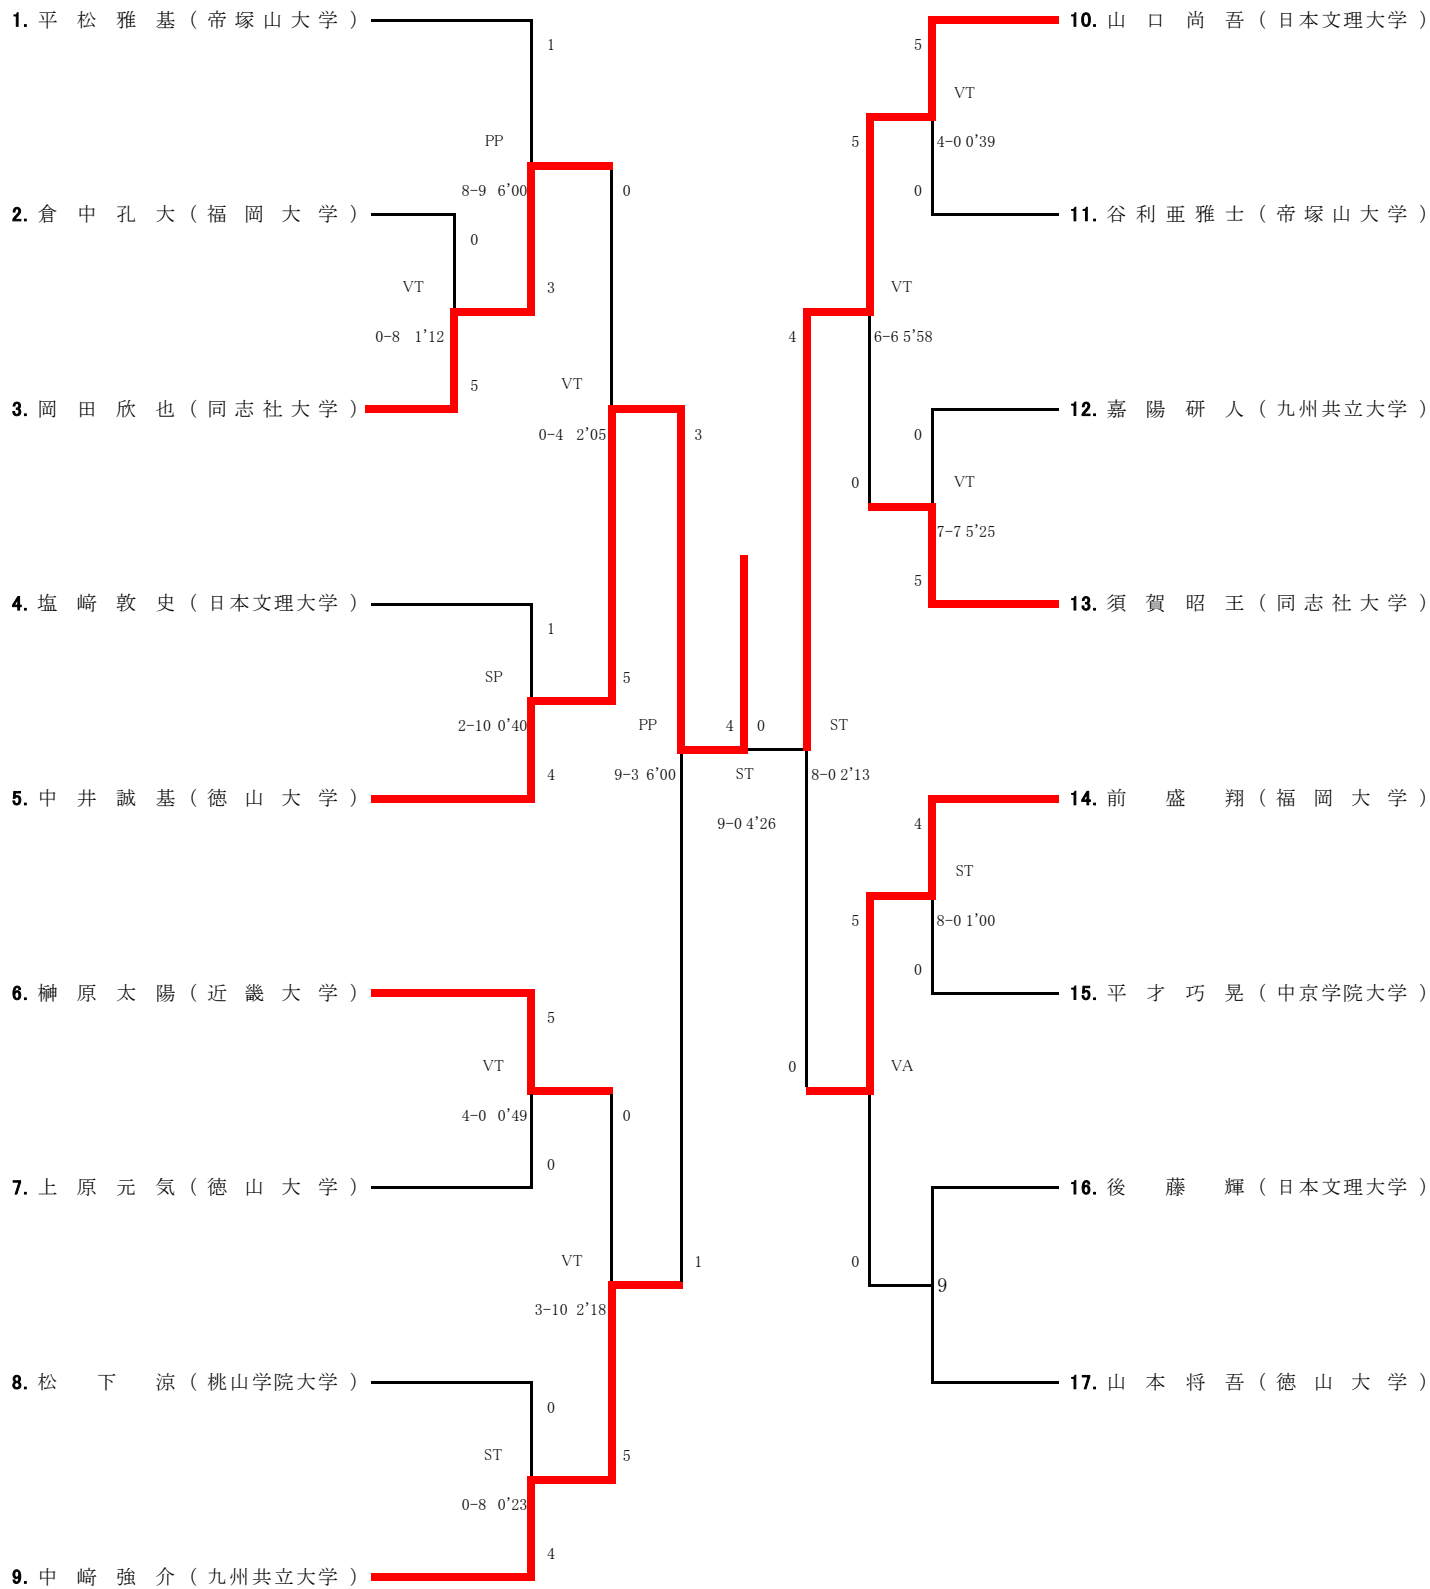 1. 平松雅基(帝塚山大学)
1
PP
8-9 6'00
2. 倉中孔大(福岡大学)
0
VT
0-8 1'12
3
0
3. 岡田欣也(同志社大学)
5
VT
0-4 2'05
3
4. 塩﨑敦史(日本文理大学)
1
SP
2-10 0'40
5
5. 中井誠基(徳山大学)
4
PP
9-3 6'00
4
0
ST
9-0 4'26
6. 榊原太陽(近畿大学)
5
VT
4-0 0'49
0
7. 上原元気(徳山大学)
0
VT
3-10 2'18
1
8. 松下涼(桃山学院大学)
0
ST
0-8 0'23
5
9. 中﨑強介(九州共立大学)
4
10. 山口尚吾(日本文理大学)
5
VT
4-0 0'39
5
0
11. 谷利亜雅士(帝塚山大学)
VT
6-6 5'58
4
12. 嘉陽研人(九州共立大学)
0
VT
7-7 5'25
0
5
13. 須賀昭王(同志社大学)
ST
8-0 2'13
14. 前盛翔(福岡大学)
4
ST
8-0 1'00
5
0
15. 平才巧晃(中京学院大学)
VA
0
16. 後藤輝(日本文理大学)
0
9
17. 山本将吾(徳山大学)